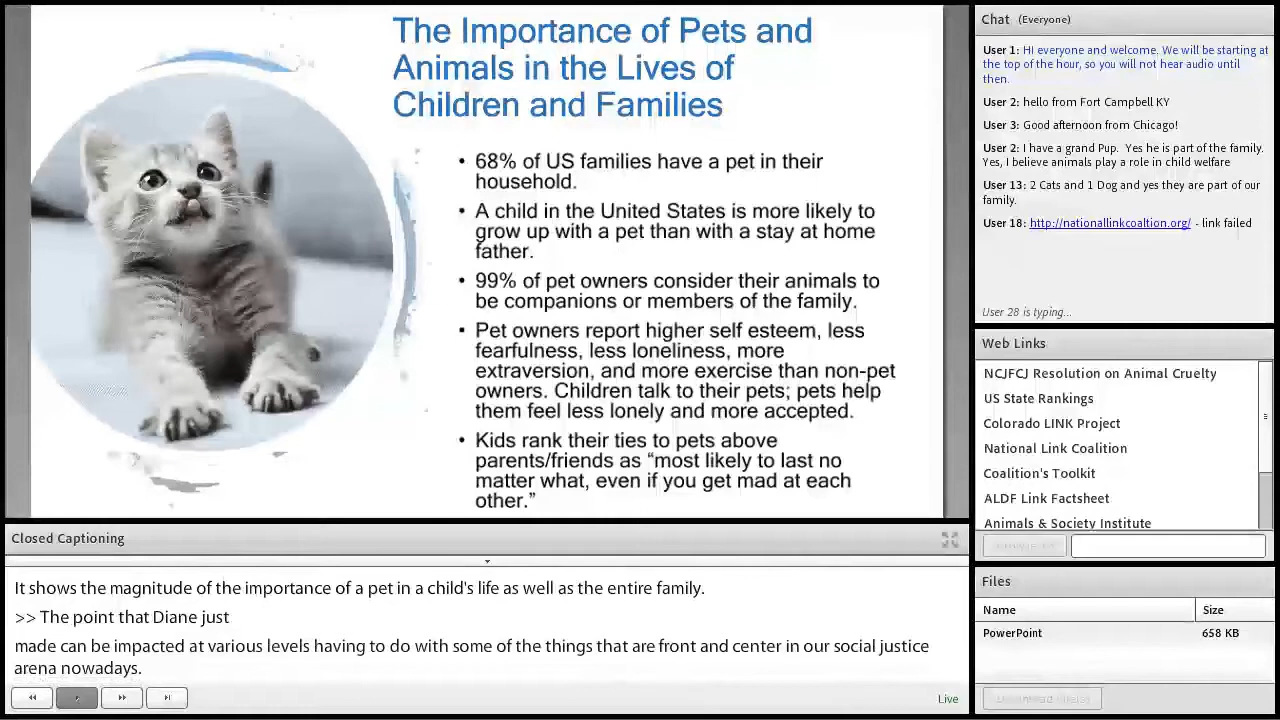 The Importance of Pets and
Animals in the Lives of
Children and Families
• 68% of US families have a pet in their
household.
• A child in the United States is more likely to
grow up with a pet than with a stay at home
father.
• 99% of pet owners consider their animals to
be companions or members of the family.
• Pet owners report higher self esteem, less
fearfulness, less loneliness, more
extraversion, and more exercise than non-pet
owners. Children talk to their pets; pets help
them feel less lonely and more accepted.
• Kids rank their ties to pets above
parents/friends as “most likely to last no
matter what, even if you get mad at each
other.”
Closed Captioning
It shows the magnitude of the importance of a pet in a child's life as well as the entire family.
>> The point that Diane just
made can be impacted at various levels having to do with some of the things that are front and center in our social justice
arena nowadays.
Live
Chat (Everyone)
User 1: HI everyone and welcome. We will be starting at
the top of the hour, so you will not hear audio until
then.
User 2: hello from Fort Campbell KY
User 3: Good afternoon from Chicago!
User 2: I have a grand Pup. Yes he is part of the family.
Yes, I believe animals play a role in child welfare
User 13: 2 Cats and 1 Dog and yes they are part of our
family.
User 18: http://nationallinkcoaltion.org/ - link failed
User 28 is typing...
Web Links
NCJFCJ Resolution on Animal Cruelty
US State Rankings
Colorado LINK Project
National Link Coalition
Coalition's Toolkit
ALDF Link Factsheet
Animals & Society Institute
Files
Name Size
PowerPoint 658 KB